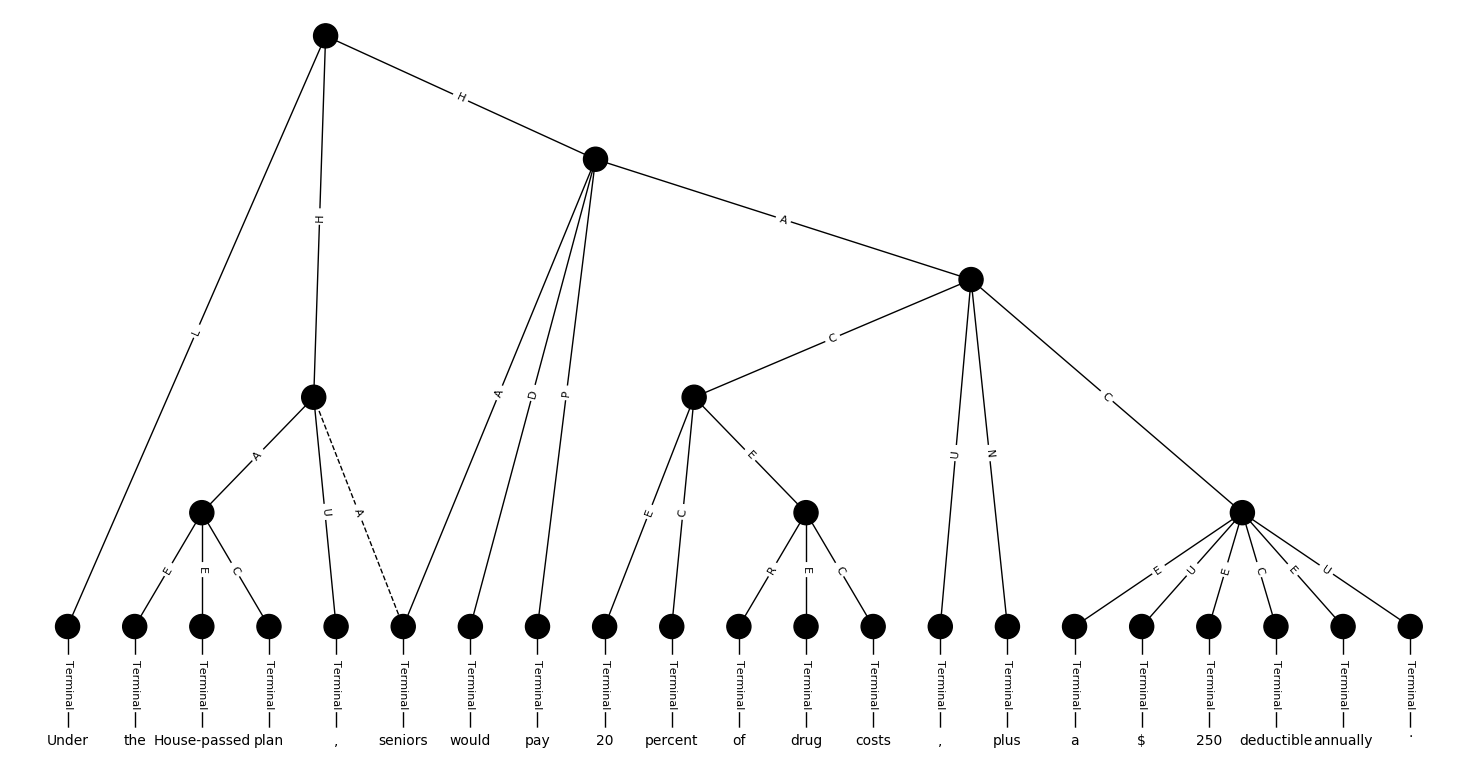 H
H
A
L
A
D
P
C
C
A
U
A
E
C
E
U
N
E
E
C
R
E
C
E
U
E
C
E
U
Terminal Terminal Terminal Terminal Terminal Terminal Terminal Terminal Terminal Terminal Terminal Terminal Terminal Terminal Terminal Terminal Terminal Terminal Terminal Terminal Terminal
Under the House-passed plan , seniors would pay 20 percent of drug costs , plus a $ 250 deductible annually .